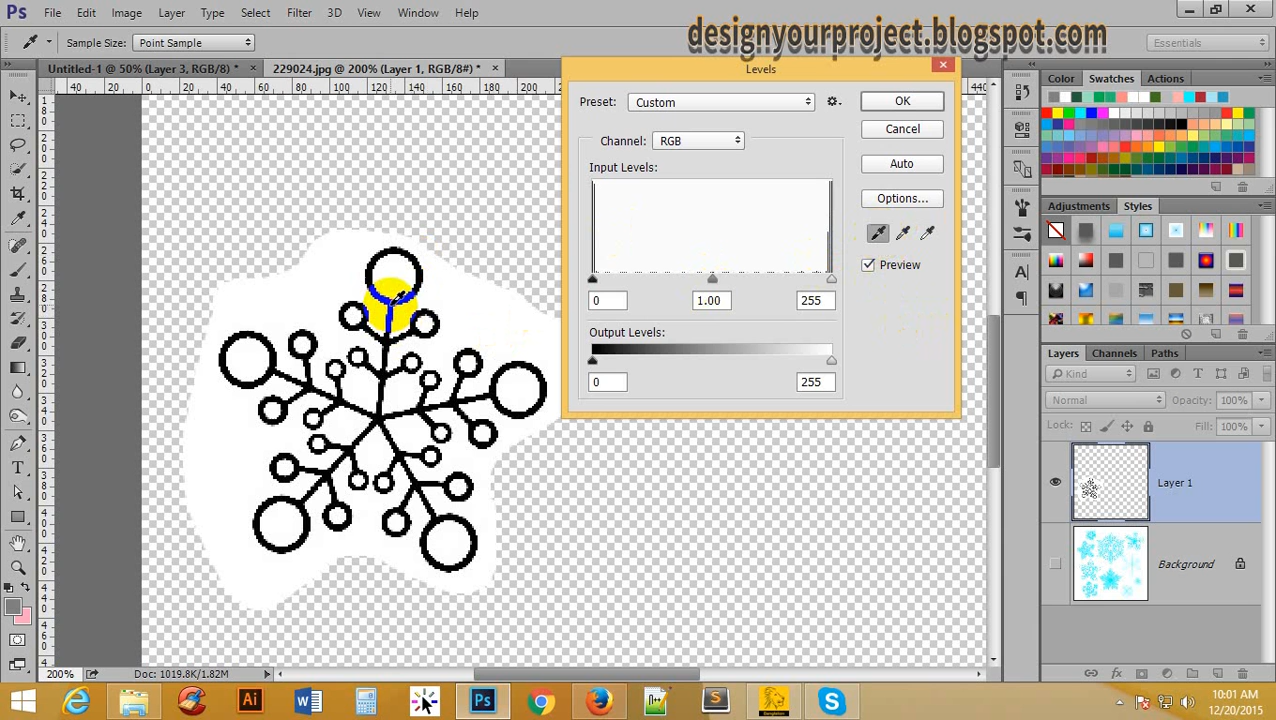 Ps File Edit Image Layer Type Select Filter 3D View Window Help
designyourproject.blogspot.com
Sample Size: Point Sample
Essentials
Untitled-1 @ 50% (Layer 3, RGB/8) * ×
229024.jpg @ 200% (Layer 1, RGB/8#) * ×
Levels
Preset: Custom
OK
Channel: RGB
Cancel
Input Levels:
Auto
Options...
Preview
0 1.00 255
Output Levels:
0 255
Color Swatches Actions
Adjustments Styles
Layers Channels Paths
Kind
Normal Opacity: 100%
Lock: Fill: 100%
Layer 1
Background
200% Doc: 1019.8K/1.82M
10:01 AM
12/20/2015